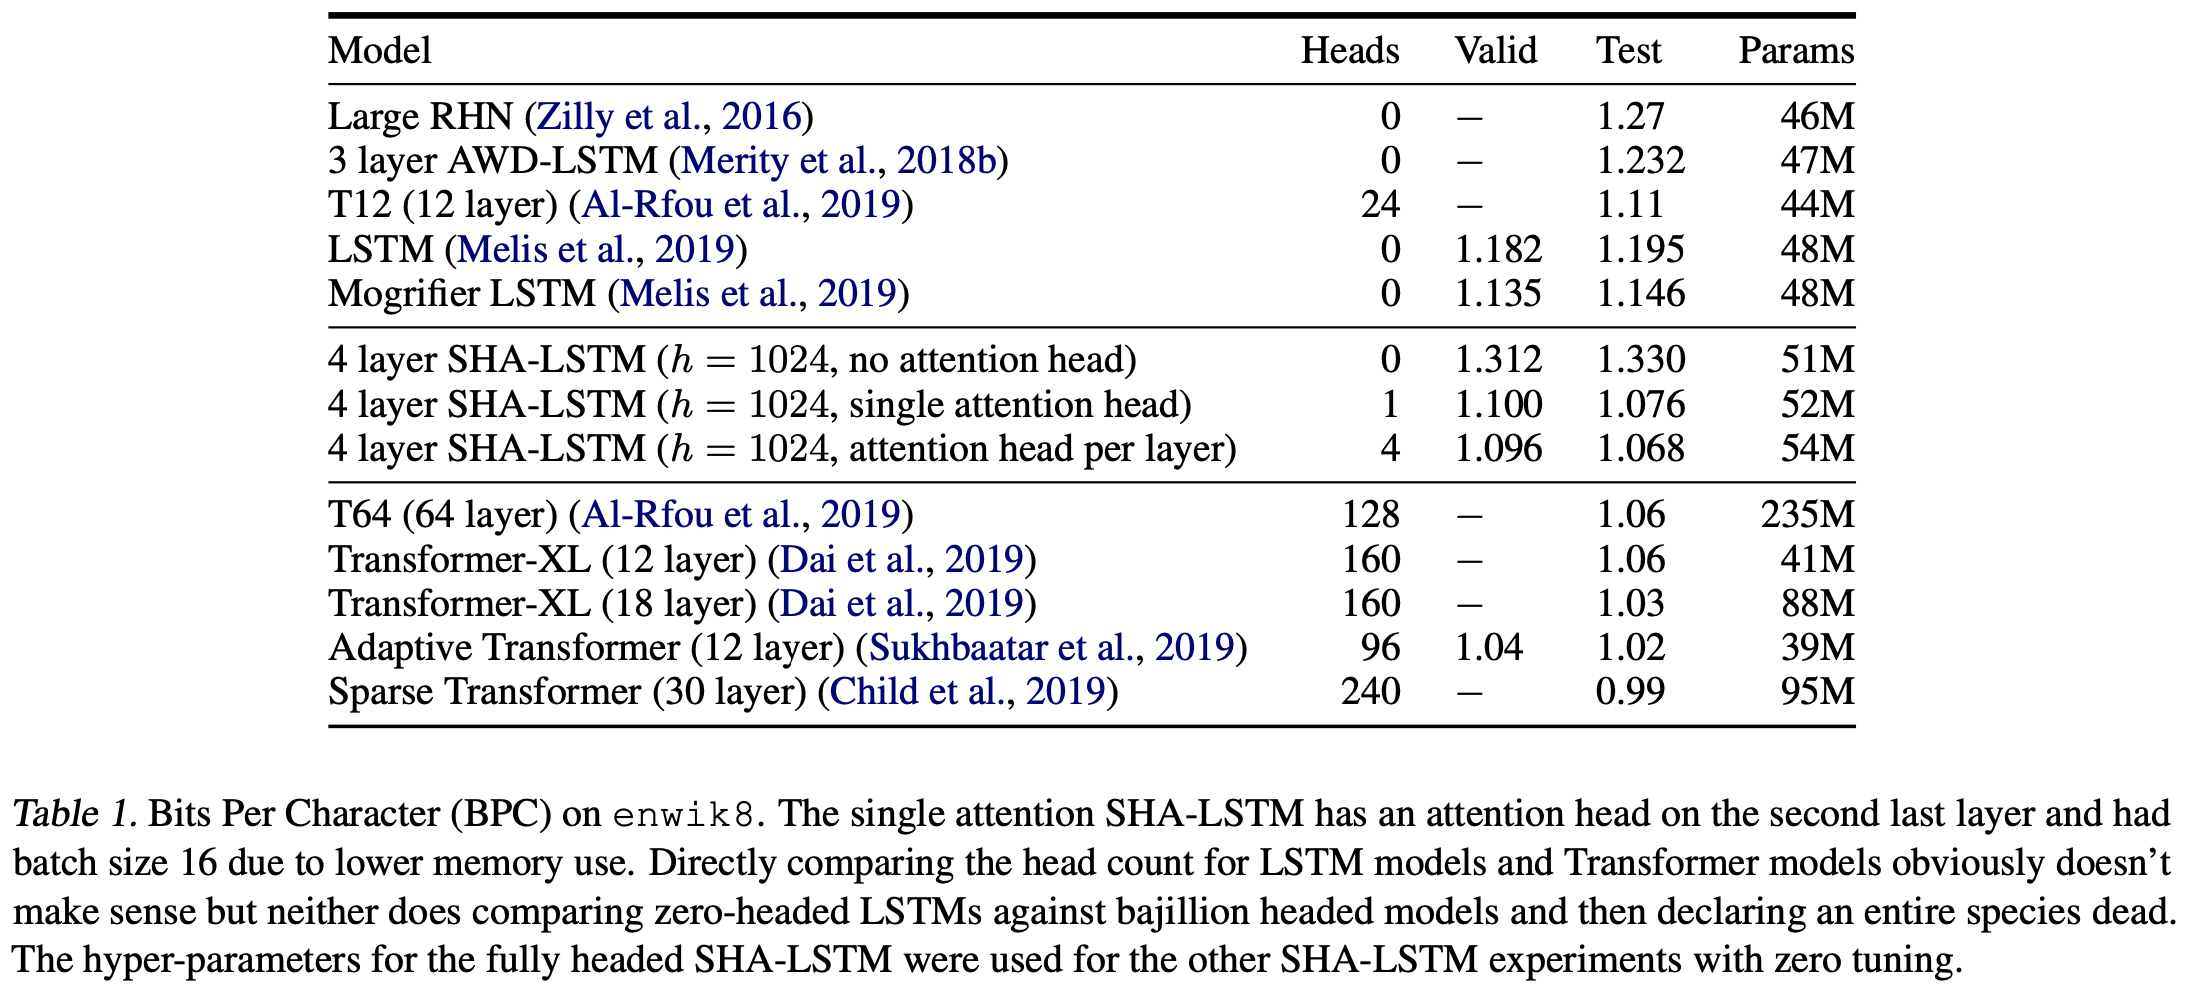 Model Heads Valid Test Params
Large RHN (Zilly et al., 2016) 0 – 1.27 46M
3 layer AWD-LSTM (Merity et al., 2018b) 0 – 1.232 47M
T12 (12 layer) (Al-Rfou et al., 2019) 24 – 1.11 44M
LSTM (Melis et al., 2019) 0 1.182 1.195 48M
Mogrifier LSTM (Melis et al., 2019) 0 1.135 1.146 48M
4 layer SHA-LSTM (h = 1024, no attention head) 0 1.312 1.330 51M
4 layer SHA-LSTM (h = 1024, single attention head) 1 1.100 1.076 52M
4 layer SHA-LSTM (h = 1024, attention head per layer) 4 1.096 1.068 54M
T64 (64 layer) (Al-Rfou et al., 2019) 128 – 1.06 235M
Transformer-XL (12 layer) (Dai et al., 2019) 160 – 1.06 41M
Transformer-XL (18 layer) (Dai et al., 2019) 160 – 1.03 88M
Adaptive Transformer (12 layer) (Sukhbaatar et al., 2019) 96 1.04 1.02 39M
Sparse Transformer (30 layer) (Child et al., 2019) 240 – 0.99 95M
Table 1. Bits Per Character (BPC) on enwik8. The single attention SHA-LSTM has an attention head on the second last layer and had
batch size 16 due to lower memory use. Directly comparing the head count for LSTM models and Transformer models obviously doesn't
make sense but neither does comparing zero-headed LSTMs against bajillion headed models and then declaring an entire species dead.
The hyper-parameters for the fully headed SHA-LSTM were used for the other SHA-LSTM experiments with zero tuning.